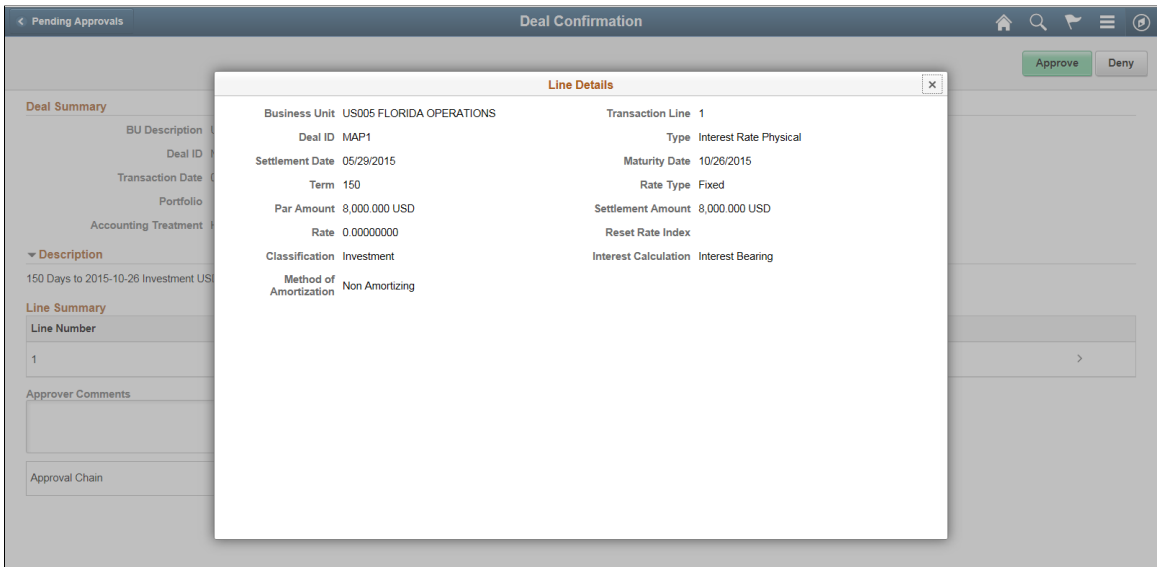 Pending Approvals
Deal Confirmation
Approve Deny
Line Details
Deal Summary
Business Unit US005 FLORIDA OPERATIONS Transaction Line 1
BU Description
Deal ID MAP1 Type Interest Rate Physical
Deal ID
Settlement Date 05/29/2015 Maturity Date 10/26/2015
Transaction Date
Term 150 Rate Type Fixed
Portfolio
Par Amount 8,000.000 USD Settlement Amount 8,000.000 USD
Accounting Treatment
Rate 0.00000000 Reset Rate Index
Description
Classification Investment Interest Calculation Interest Bearing
150 Days to 2015-10-26 Investment
Method of
Amortization Non Amortizing
Line Summary
Line Number
1
Approver Comments
Approval Chain